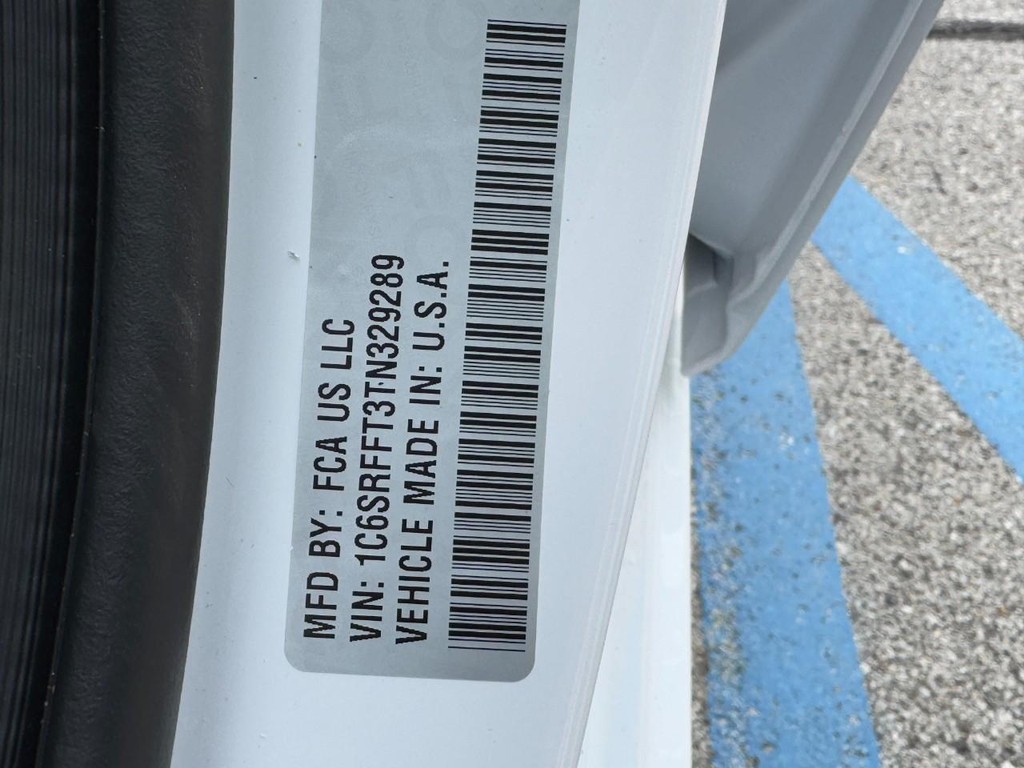 MFD BY: FCA US LLC
VIN: 1C6SRFFT3TN329289
VEHICLE MADE IN: U.S.A.